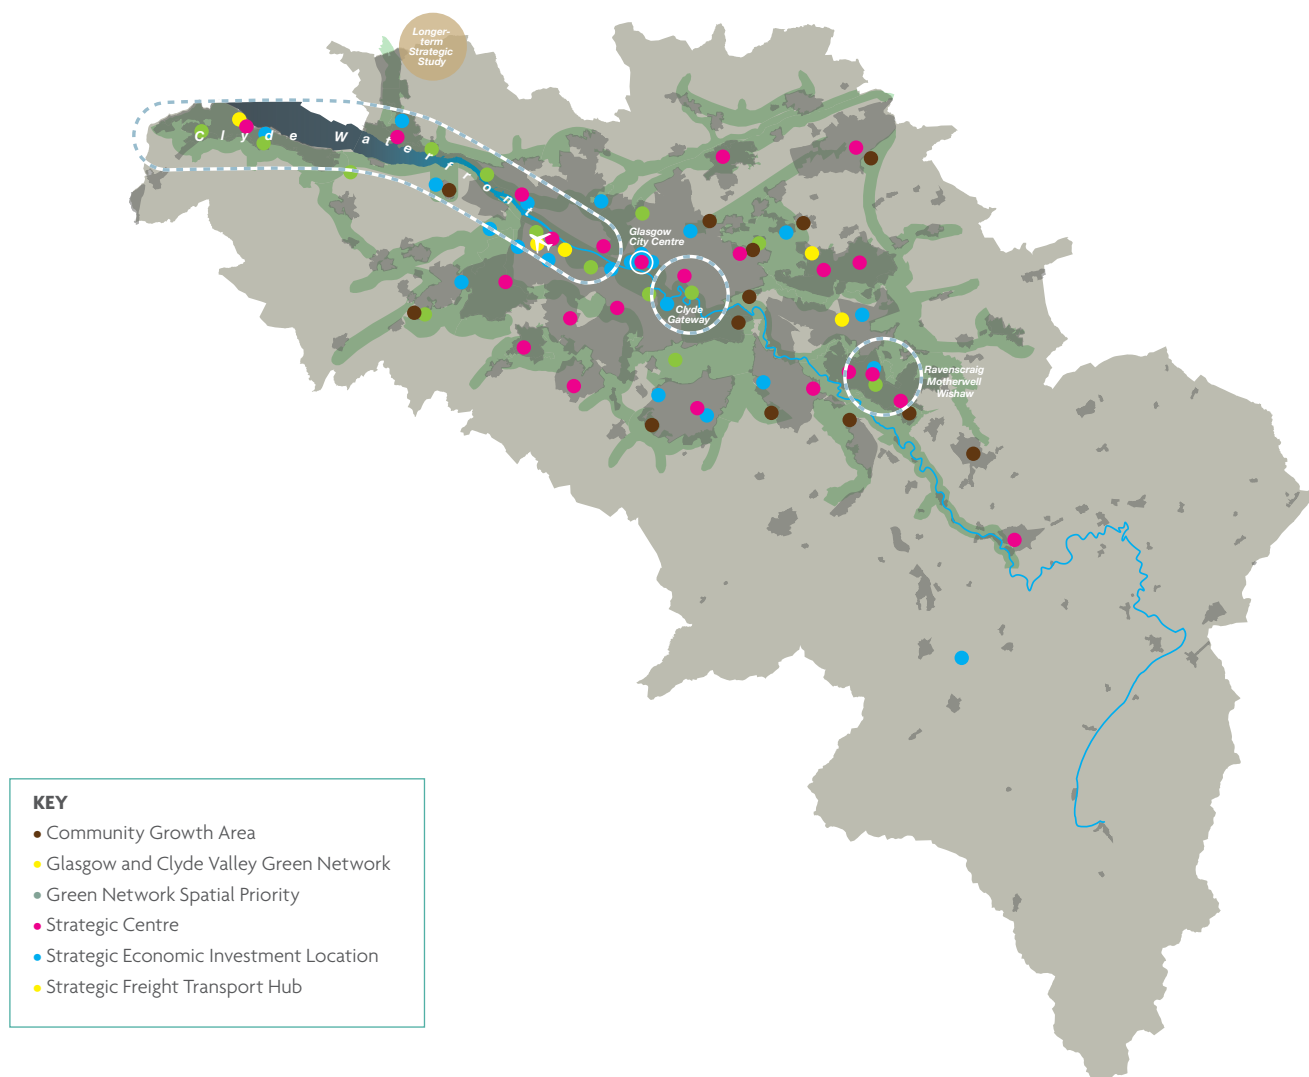 Longer-
term
Strategic
Study
Clyde Waterfront
Glasgow
City Centre
Clyde
Gateway
Ravenscraig
Motherwell
Wishaw
KEY
Community Growth Area
Glasgow and Clyde Valley Green Network
Green Network Spatial Priority
Strategic Centre
Strategic Economic Investment Location
Strategic Freight Transport Hub